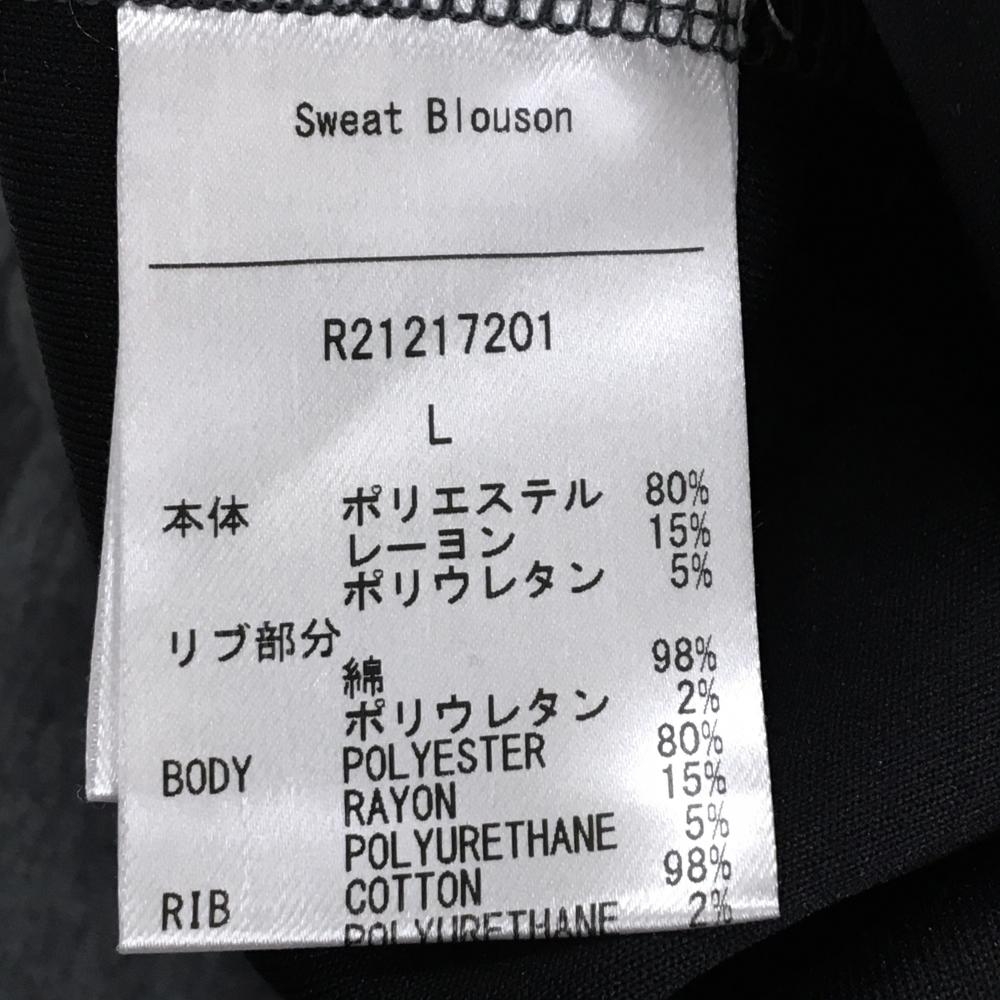 Sweat Blouson
R21217201
L
本体 ポリエステル 80%
レーヨン 15%
ポリウレタン 5%
リブ部分
綿 98%
ポリウレタン 2%
BODY POLYESTER 80%
RAYON 15%
POLYURETHANE 5%
RIB COTTON 98%
POLYURETHANE 2%